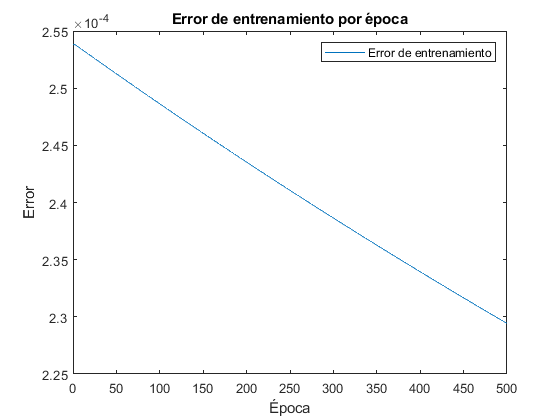 Error de entrenamiento por época
×10-4
2.55
2.5
2.45
2.4
2.35
2.3
2.25
Error
Error de entrenamiento
0 50 100 150 200 250 300 350 400 450 500
Época